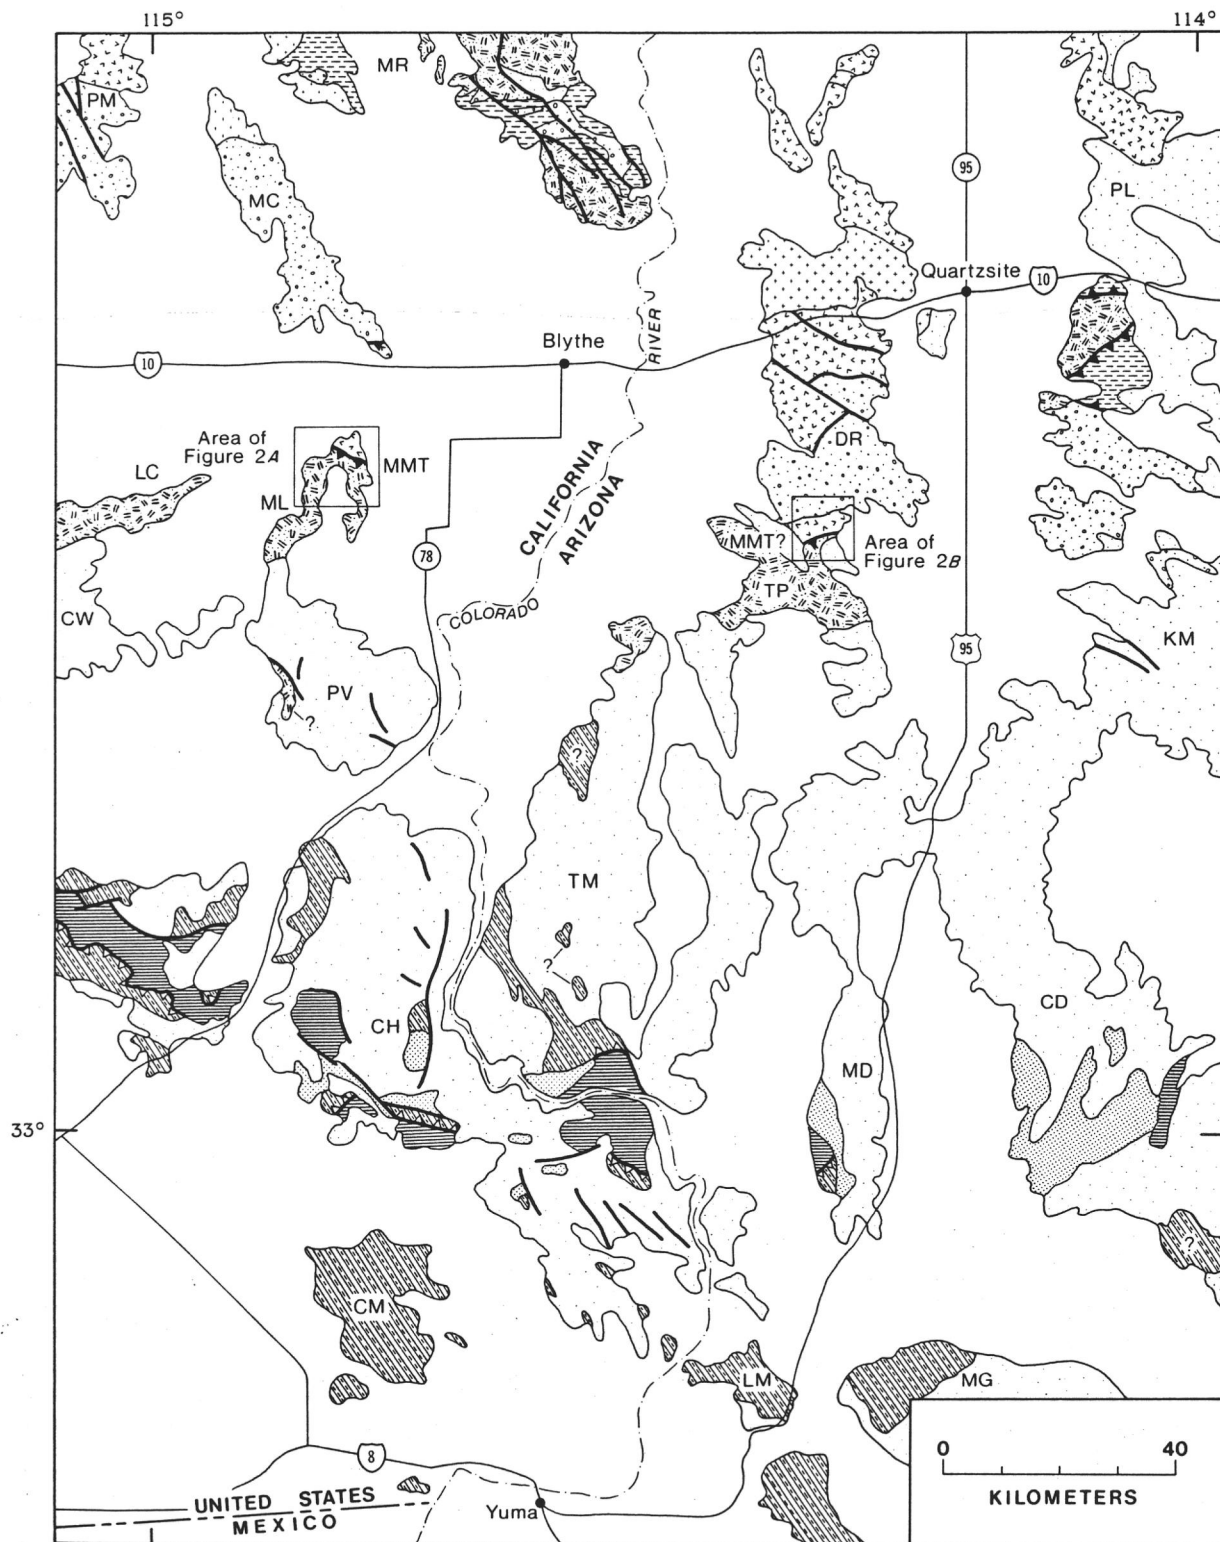 115°
114°
MR
PM
95
MC
PL
Quartzsite
10
RIVER
Blythe
10
Area of
Figure 2A
DR
LC
MMT
ML
CALIFORNIA
ARIZONA
MMT?
Area of
Figure 2B
78
TP
COLORADO
CW
KM
95
PV
?
?
TM
?
CD
CH
MD
33°
?
CM
LM
MG
0 40
KILOMETERS
8
UNITED STATES
MEXICO
Yuma